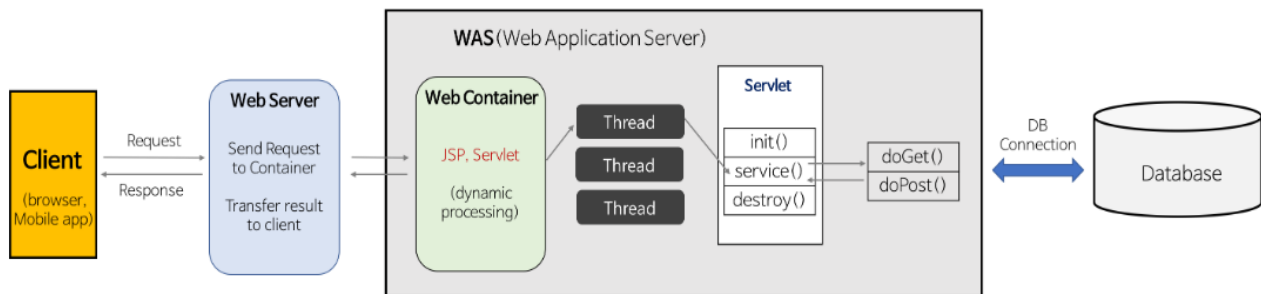 WAS (Web Application Server)
Client
(browser,
Mobile app)
Request
Response
Web Server
Send Request
to Container
Transfer result
to client
Web Container
JSP, Servlet
(dynamic
processing)
Thread
Thread
Thread
Servlet
init()
service()
destroy()
doGet()
doPost()
DB
Connection
Database